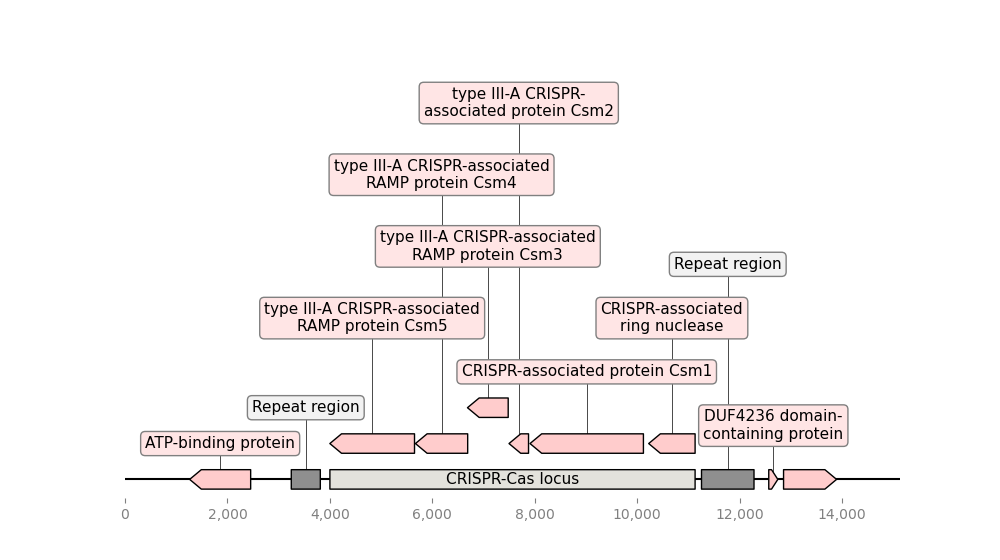 type III-A CRISPR-
associated protein Csm2
type III-A CRISPR-associated
RAMP protein Csm4
type III-A CRISPR-associated
RAMP protein Csm3
Repeat region
type III-A CRISPR-associated
RAMP protein Csm5
CRISPR-associated
ring nuclease
CRISPR-associated protein Csm1
Repeat region
DUF4236 domain-
containing protein
ATP-binding protein
CRISPR-Cas locus
0 2,000 4,000 6,000 8,000 10,000 12,000 14,000